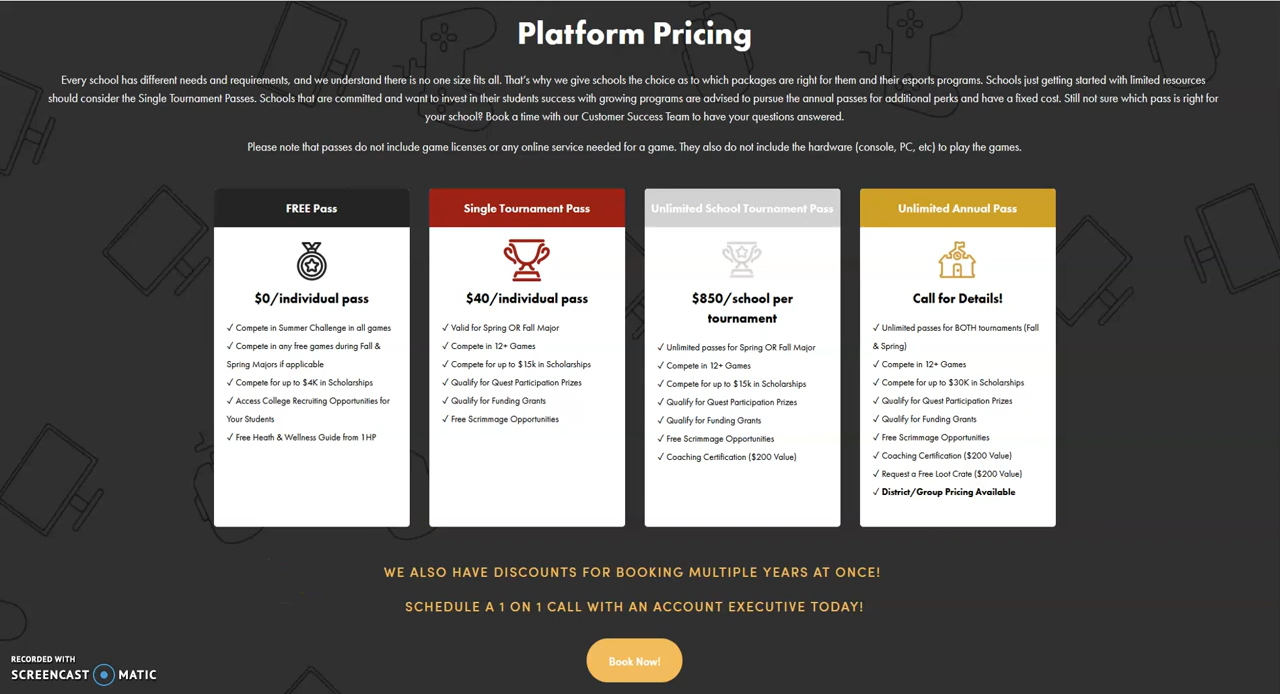 Platform Pricing
Every school has different needs and requirements, and we understand there is no one size fits all. That's why we give schools the choice as to which packages are right for them and their esports programs. Schools just getting started with limited resources
should consider the Single Tournament Passes. Schools that are committed and want to invest in their students success with growing programs are advised to pursue the annual passes for additional perks and have a fixed cost. Still not sure which pass is right for
your school? Book a time with our Customer Success Team to have your questions answered.
Please note that passes do not include game licenses or any online service needed for a game. They also do not include the hardware (console, PC, etc) to play the games.
FREE Pass
$0/individual pass
✓ Compete in Summer Challenge in all games
✓ Compete in any free games during Fall &
Spring Majors if applicable
✓ Compete for up to $4K in Scholarships
✓ Access College Recruiting Opportunities for
Your Students
✓ Free Heath & Wellness Guide from 1HP
Single Tournament Pass
$40/individual pass
✓ Valid for Spring OR Fall Major
✓ Compete in 12+ Games
✓ Compete for up to $15k in Scholarships
✓ Qualify for Quest Participation Prizes
✓ Qualify for Funding Grants
✓ Free Scrimmage Opportunities
Unlimited School Tournament Pass
$850/school per
tournament
✓ Unlimited passes for Spring OR Fall Major
✓ Compete in 12+ Games
✓ Compete for up to $15k in Scholarships
✓ Qualify for Quest Participation Prizes
✓ Qualify for Funding Grants
✓ Free Scrimmage Opportunities
✓ Coaching Certification ($200 Value)
Unlimited Annual Pass
Call for Details!
✓ Unlimited passes for BOTH tournaments (Fall
& Spring)
✓ Compete in 12+ Games
✓ Compete for up to $30K in Scholarships
✓ Qualify for Quest Participation Prizes
✓ Qualify for Funding Grants
✓ Free Scrimmage Opportunities
✓ Coaching Certification ($200 Value)
✓ Request a Free Loot Crate ($200 Value)
✓ District/Group Pricing Available
WE ALSO HAVE DISCOUNTS FOR BOOKING MULTIPLE YEARS AT ONCE!
SCHEDULE A 1 ON 1 CALL WITH AN ACCOUNT EXECUTIVE TODAY!
Book Now!
RECORDED WITH
SCREENCAST MATIC